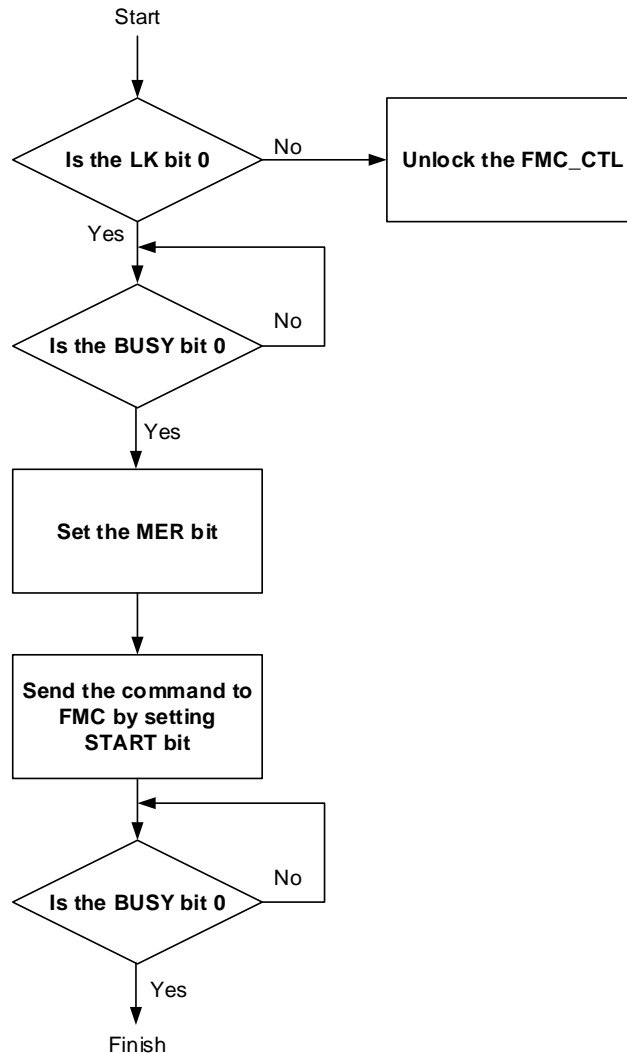 Start
Is the LK bit 0
No
Unlock the FMC_CTL
Yes
No
Is the BUSY bit 0
Yes
Set the MER bit
Send the command to
FMC by setting
START bit
No
Is the BUSY bit 0
Yes
Finish